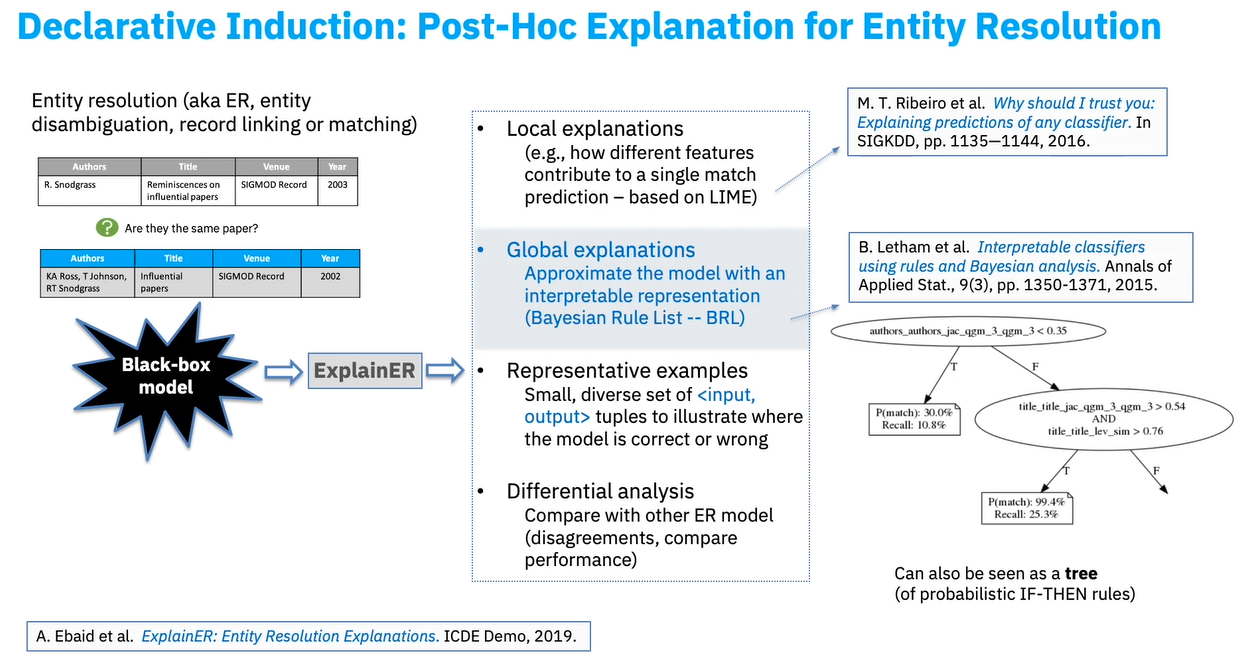 Declarative Induction: Post-Hoc Explanation for Entity Resolution
Entity resolution (aka ER, entity
disambiguation, record linking or matching)
Authors Title Venue Year
R. Snodgrass Reminiscences on SIGMOD Record 2003
influential papers
? Are they the same paper?
Authors Title Venue Year
KA Ross, T Johnson, Influential SIGMOD Record 2002
RT Snodgrass papers
Black-box
model
ExplainER
• Local explanations
(e.g., how different features
contribute to a single match
prediction – based on LIME)
• Global explanations
Approximate the model with an
interpretable representation
(Bayesian Rule List -- BRL)
• Representative examples
Small, diverse set of <input,
output> tuples to illustrate where
the model is correct or wrong
• Differential analysis
Compare with other ER model
(disagreements, compare
performance)
M. T. Ribeiro et al. Why should I trust you:
Explaining predictions of any classifier. In
SIGKDD, pp. 1135—1144, 2016.
B. Letham et al. Interpretable classifiers
using rules and Bayesian analysis. Annals of
Applied Stat., 9(3), pp. 1350-1371, 2015.
authors_authors_jac_qgm_3_qgm_3 < 0.35
T F
P(match): 30.0%
Recall: 10.8%
title_title_jac_qgm_3_qgm_3 > 0.54
AND
title_title_lev_sim > 0.76
T F
P(match): 99.4%
Recall: 25.3%
Can also be seen as a tree
(of probabilistic IF-THEN rules)
A. Ebaid et al. ExplainER: Entity Resolution Explanations. ICDE Demo, 2019.